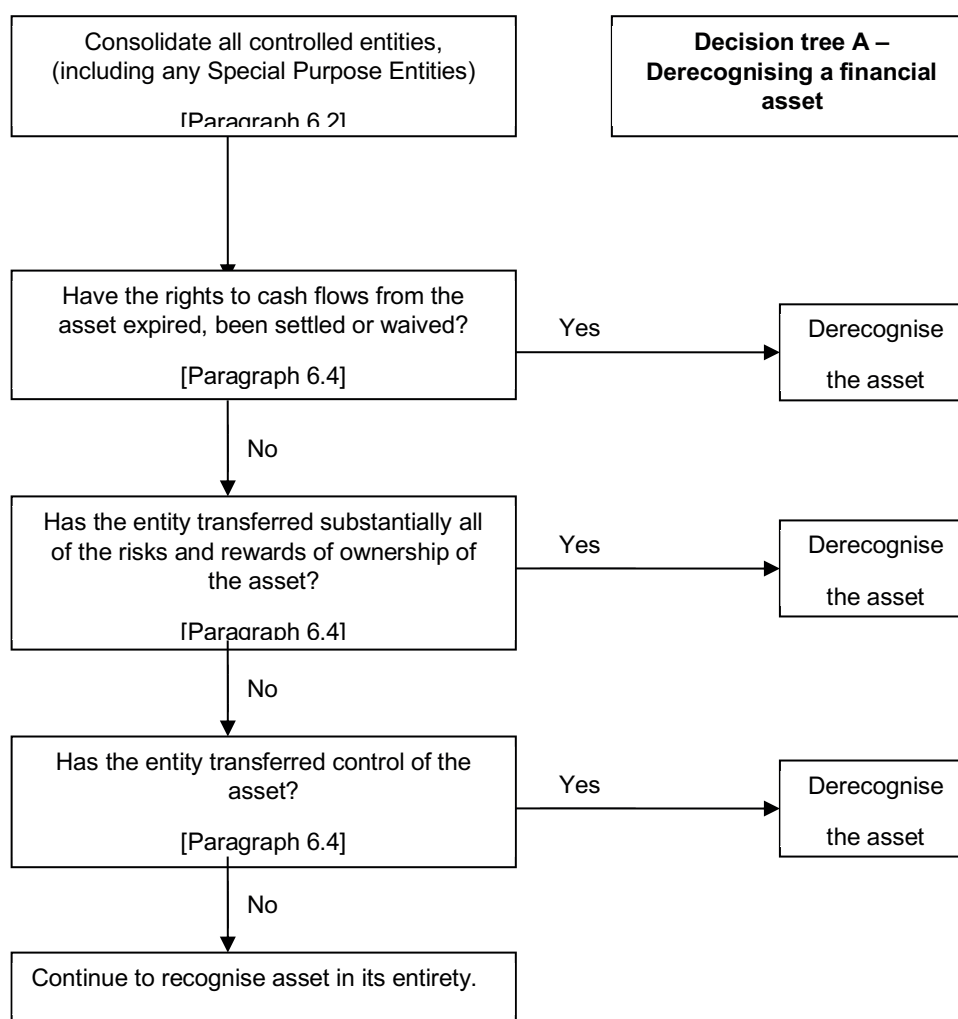 Consolidate all controlled entities,
(including any Special Purpose Entities)
[Paragraph 6.2]
Decision tree A –
Derecognising a financial
asset
Have the rights to cash flows from the
asset expired, been settled or waived?
[Paragraph 6.4]
Yes
Derecognise
the asset
No
Has the entity transferred substantially all
of the risks and rewards of ownership of
the asset?
[Paragraph 6.4]
Yes
Derecognise
the asset
No
Has the entity transferred control of the
asset?
[Paragraph 6.4]
Yes
Derecognise
the asset
No
Continue to recognise asset in its entirety.